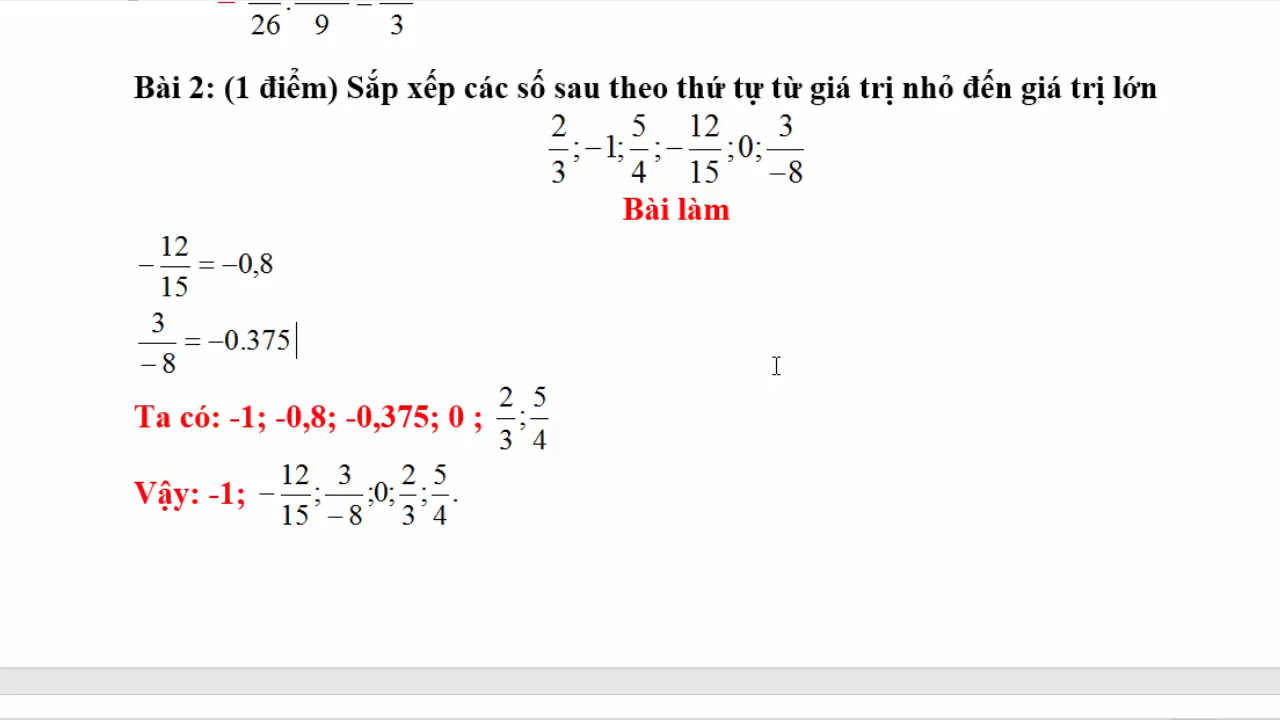 26 · 9 = 3
Bài 2: (1 điểm) Sắp xếp các số sau theo thứ tự từ giá trị nhỏ đến giá trị lớn
2/3; −1; 5/4; −12/15; 0; 3/−8
Bài làm
−12/15 = −0,8
3/−8 = −0.375
Ta có: -1; -0,8; -0,375; 0 ; 2/3; 5/4
Vậy: -1; −12/15; 3/−8; 0; 2/3; 5/4.